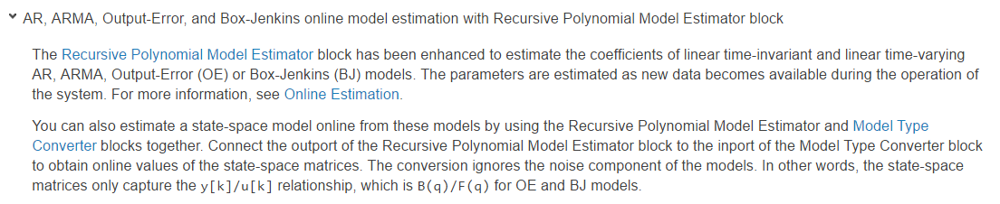 AR, ARMA, Output-Error, and Box-Jenkins online model estimation with Recursive Polynomial Model Estimator block
The Recursive Polynomial Model Estimator block has been enhanced to estimate the coefficients of linear time-invariant and linear time-varying
AR, ARMA, Output-Error (OE) or Box-Jenkins (BJ) models. The parameters are estimated as new data becomes available during the operation of
the system. For more information, see Online Estimation.
You can also estimate a state-space model online from these models by using the Recursive Polynomial Model Estimator and Model Type
Converter blocks together. Connect the outport of the Recursive Polynomial Model Estimator block to the inport of the Model Type Converter block
to obtain online values of the state-space matrices. The conversion ignores the noise component of the models. In other words, the state-space
matrices only capture the y[k]/u[k] relationship, which is B(q)/F(q) for OE and BJ models.